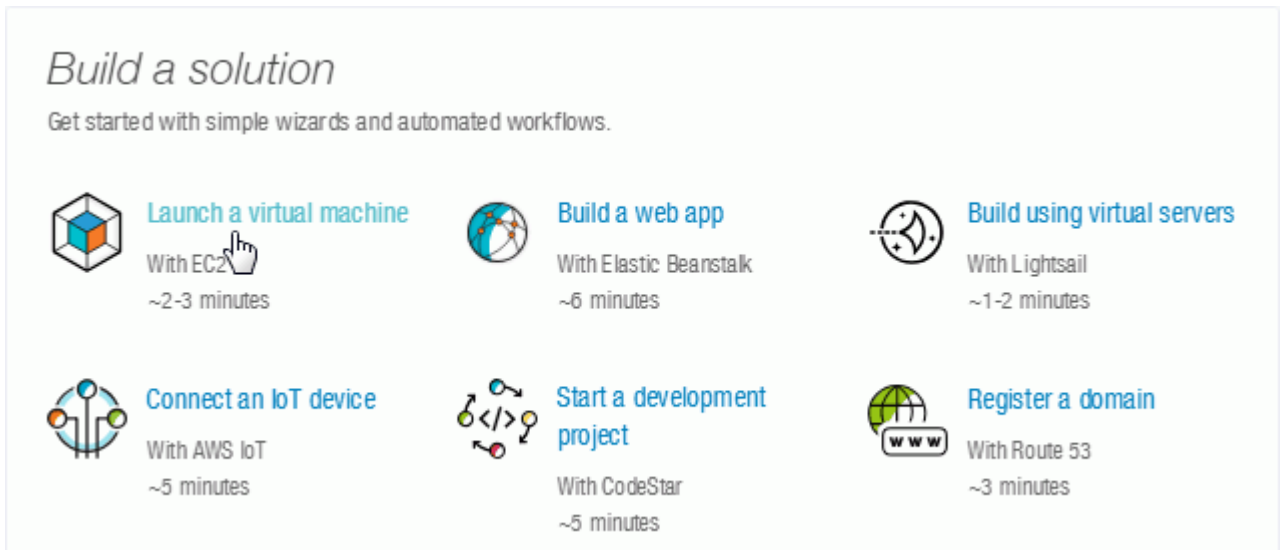 Build a solution
Get started with simple wizards and automated workflows.
Launch a virtual machine
With EC2
~2-3 minutes
Build a web app
With Elastic Beanstalk
~6 minutes
Build using virtual servers
With Lightsail
~1-2 minutes
Connect an IoT device
With AWS IoT
~5 minutes
</>
Start a development
project
With CodeStar
~5 minutes
www
Register a domain
With Route 53
~3 minutes